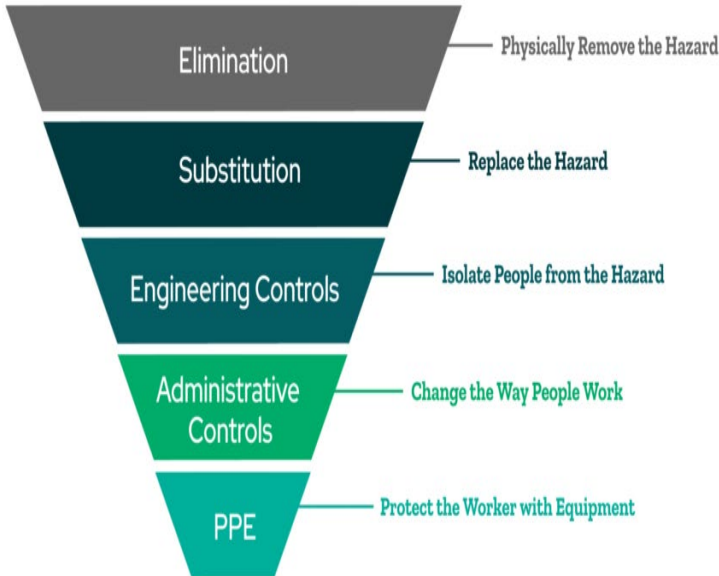 Elimination
Physically Remove the Hazard
Substitution
Replace the Hazard
Engineering Controls
Isolate People from the Hazard
Administrative
Controls
Change the Way People Work
PPE
Protect the Worker with Equipment